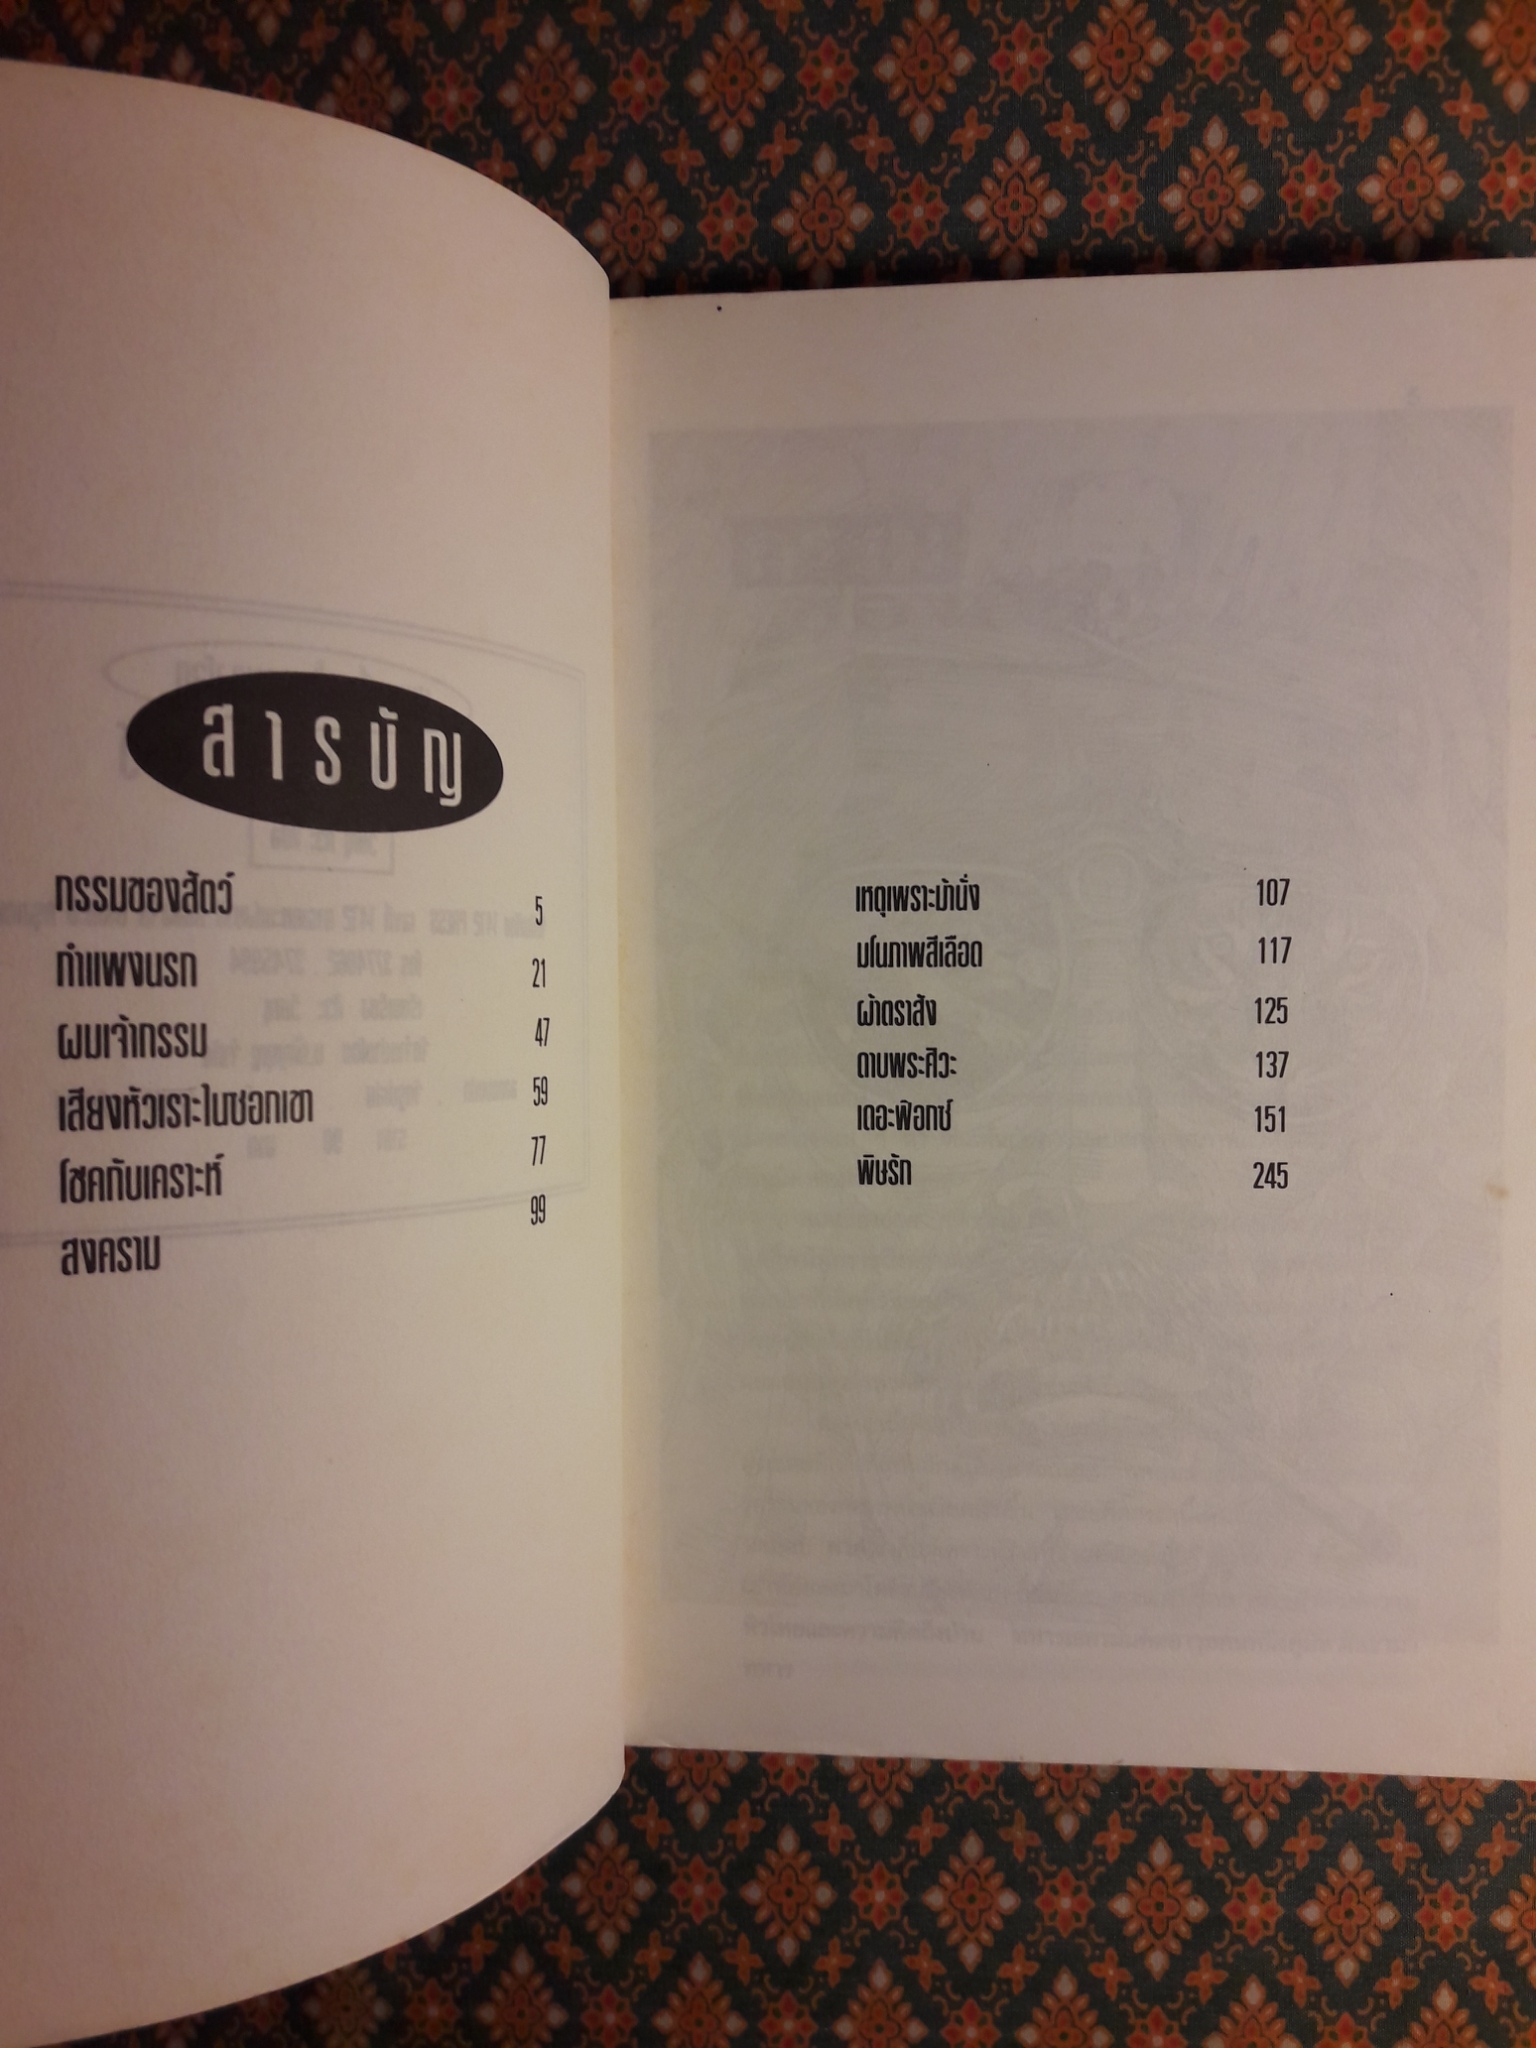 สารบัญ
กรรมของสัตว์ 5
กำแพงนรก 21
ผมเจ้ากรรม 47
เสียงหัวเราะในซอกเขา 59
โชคกับเคราะห์ 77
สงคราม 99
เหตุเพราะม้านั่ง 107
มโนภาพสีเลือด 117
ผ้าตราสัง 125
ดาบพระศิวะ 137
เดอะฟ๊อกซ์ 151
พิษรัก 245